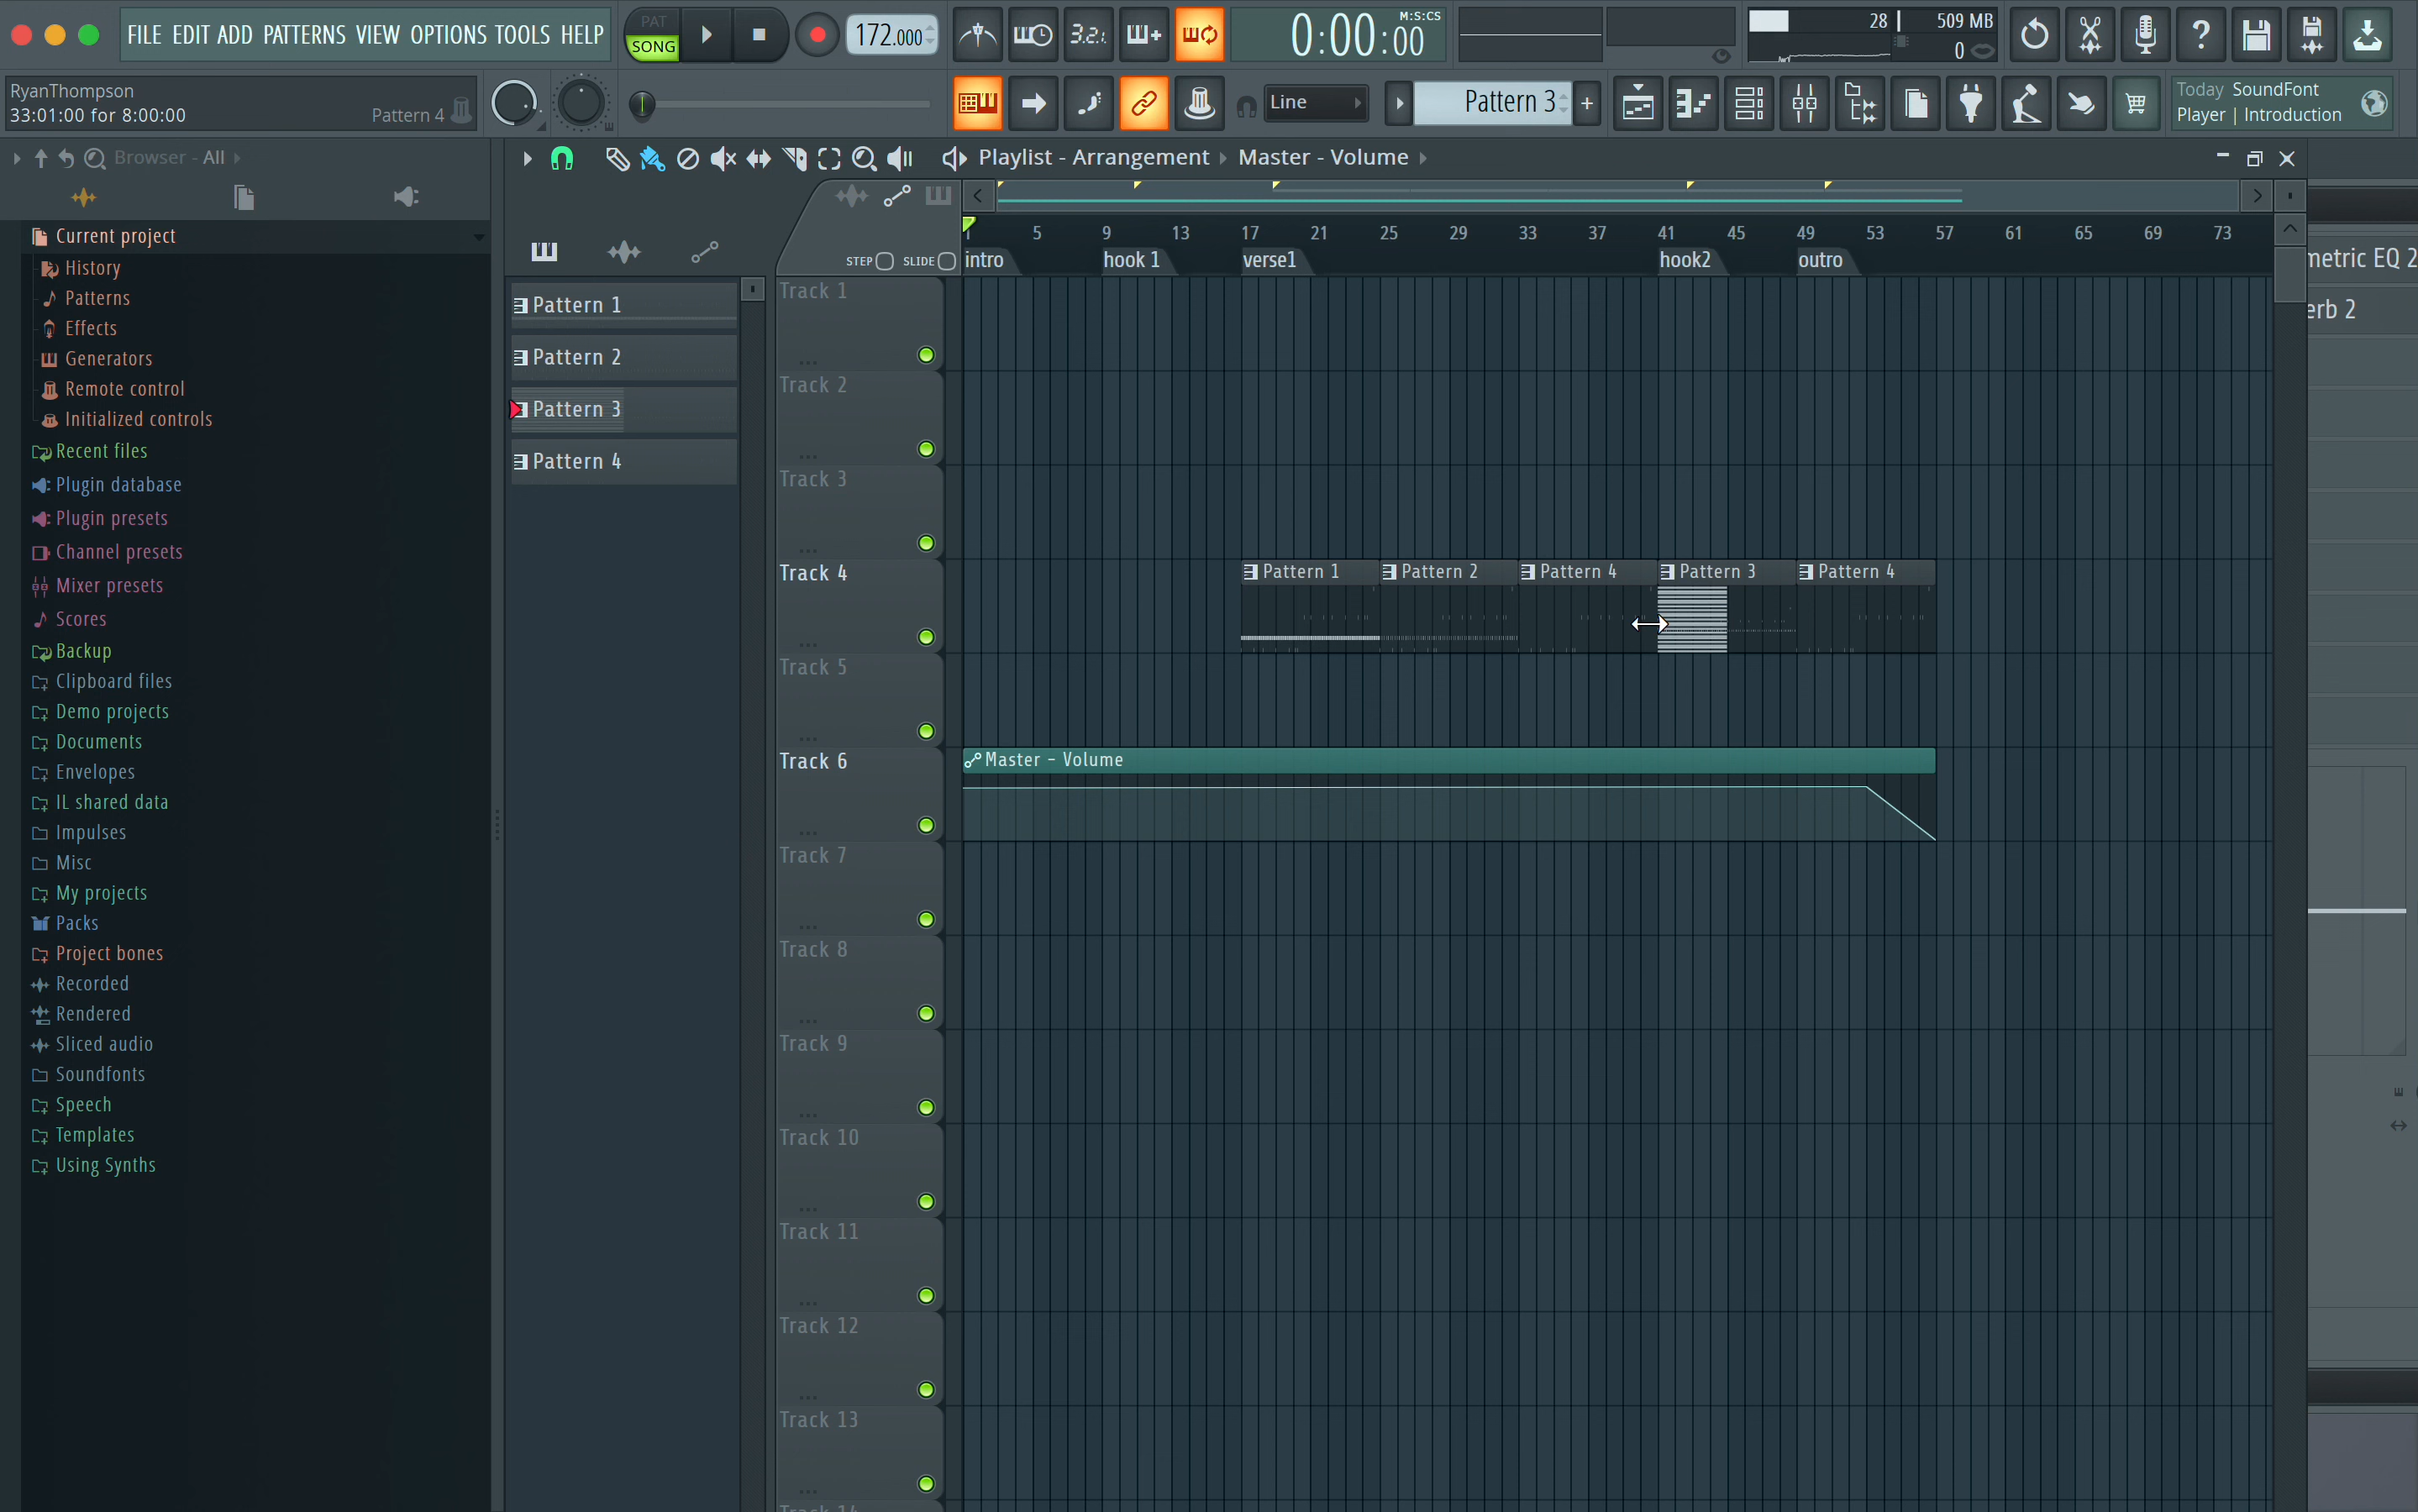 FILE EDIT ADD PATTERNS VIEW OPTIONS TOOLS HELP
PAT
SONG
172.000
3.2.
0:00:00
M:S:CS
28
509 MB
0
RyanThompson
33:01:00 for 8:00:00
Pattern 4
Line
Pattern 3
+
Today SoundFont
Player | Introduction
Browser - All
Playlist - Arrangement
Master - Volume
STEP
SLIDE
1
5
9
13
17
21
25
29
33
37
41
45
49
53
57
61
65
69
73
intro
hook 1
verse1
hook2
outro
Current project
History
Patterns
Effects
Generators
Remote control
Initialized controls
Recent files
Plugin database
Plugin presets
Channel presets
Mixer presets
Scores
Backup
Clipboard files
Demo projects
Documents
Envelopes
IL shared data
Impulses
Misc
My projects
Packs
Project bones
Recorded
Rendered
Sliced audio
Soundfonts
Speech
Templates
Using Synths
Pattern 1
Pattern 2
Pattern 3
Pattern 4
Track 1
Track 2
Track 3
Track 4
Pattern 1
Pattern 2
Pattern 4
Pattern 3
Pattern 4
Track 5
Track 6
Master - Volume
Track 7
Track 8
Track 9
Track 10
Track 11
Track 12
Track 13
metric EQ 2
erb 2